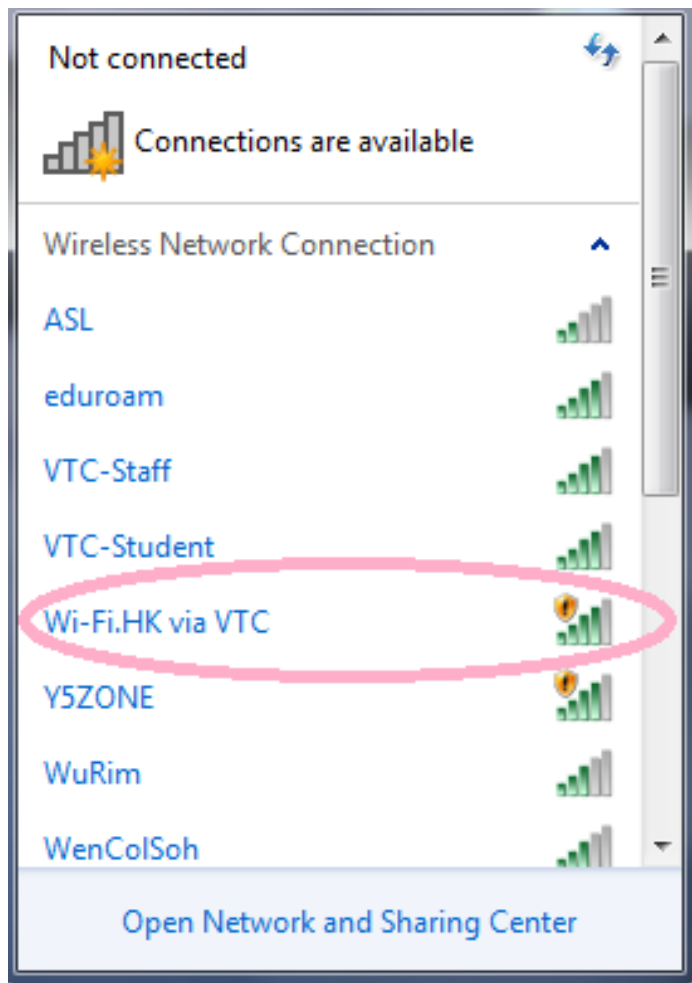 Not connected
Connections are available
Wireless Network Connection
ASL
eduroam
VTC-Staff
VTC-Student
Wi-Fi.HK via VTC
Y5ZONE
WuRim
WenColSoh
Open Network and Sharing Center